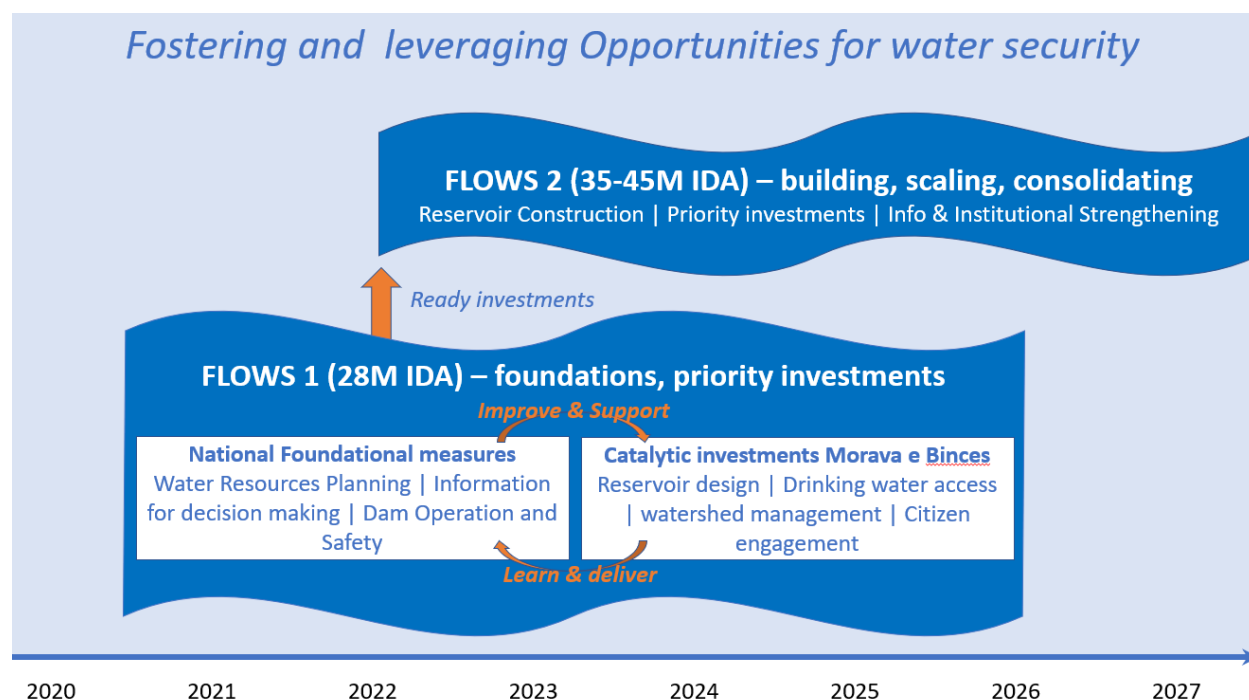 Fostering and  leveraging Opportunities for water security
FLOWS 2 (35-45M IDA) – building, scaling, consolidating
Reservoir Construction | Priority investments | Info & Institutional Strengthening
Ready investments
FLOWS 1 (28M IDA) – foundations, priority investments
Improve & Support
National Foundational measures
Water Resources Planning | Information
for decision making | Dam Operation and
Safety
Catalytic investments Morava e Binces
Reservoir design | Drinking water access
| watershed management | Citizen
engagement
Learn & deliver
2020 2021 2022 2023 2024 2025 2026 2027